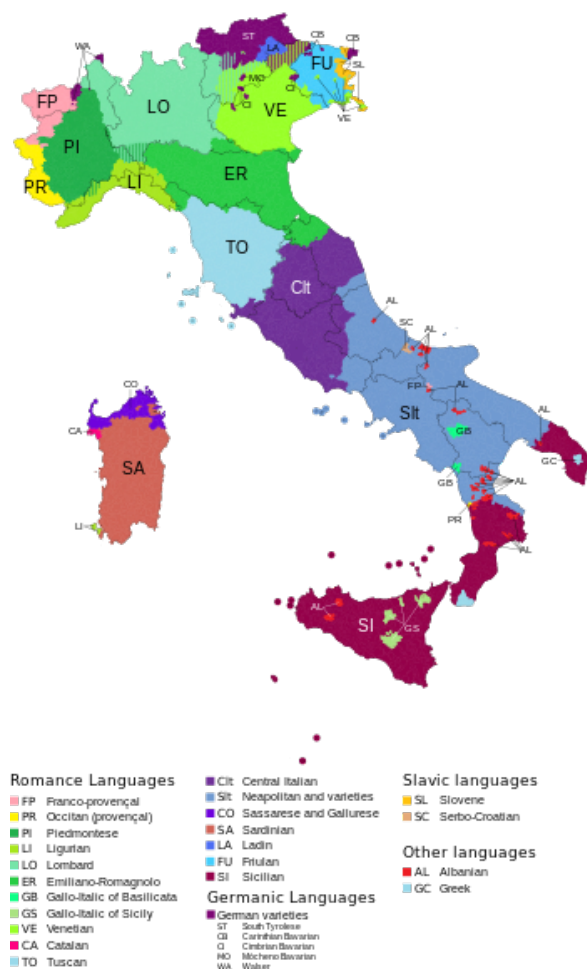 WA
ST
LA
CB
CB
SL
FU
MO
CI
CI
VE
VE
FP
LO
PI
PR
LI
ER
TO
Clt
AL
SC
AL
FP
AL
Slt
GB
AL
GC
GB
AL
PR
AL
CO
CA
SA
LI
AL
SI
GS
Romance Languages
FP Franco-provençal
PR Occitan (provençal)
PI Piedmontese
LI Ligurian
LO Lombard
ER Emiliano-Romagnolo
GB Gallo-Italic of Basilicata
GS Gallo-Italic of Sicily
VE Venetian
CA Catalan
TO Tuscan
Clt Central Italian
Slt Neapolitan and varieties
CO Sassarese and Gallurese
SA Sardinian
LA Ladin
FU Friulan
SI Sicilian
Germanic Languages
German varieties
ST South Tyrolese
CB Carinthian Bavarian
CI Cimbrian Bavarian
MO Mócheno Bavarian
WA Walser
Slavic languages
SL Slovene
SC Serbo-Croatian
Other languages
AL Albanian
GC Greek